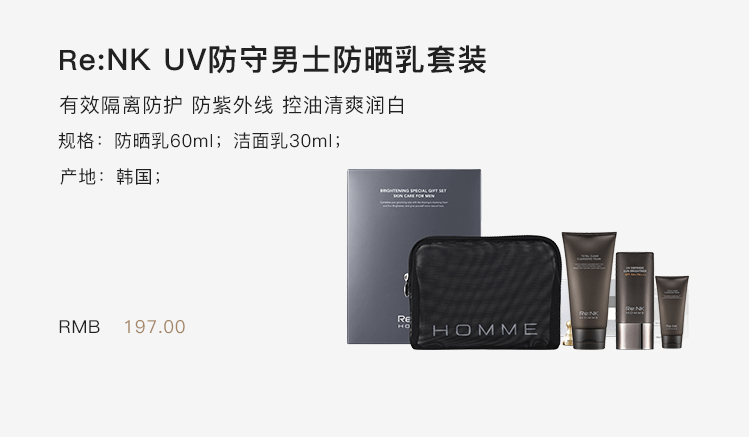 Re:NK UV防守男士防晒乳套装
有效隔离防护 防紫外线 控油清爽润白
规格：防晒乳60ml；洁面乳30ml；
产地：韩国；
RMB 197.00
BRIGHTENING SPECIAL GIFT SET
SKIN CARE FOR MEN
HOMME
Re:NK